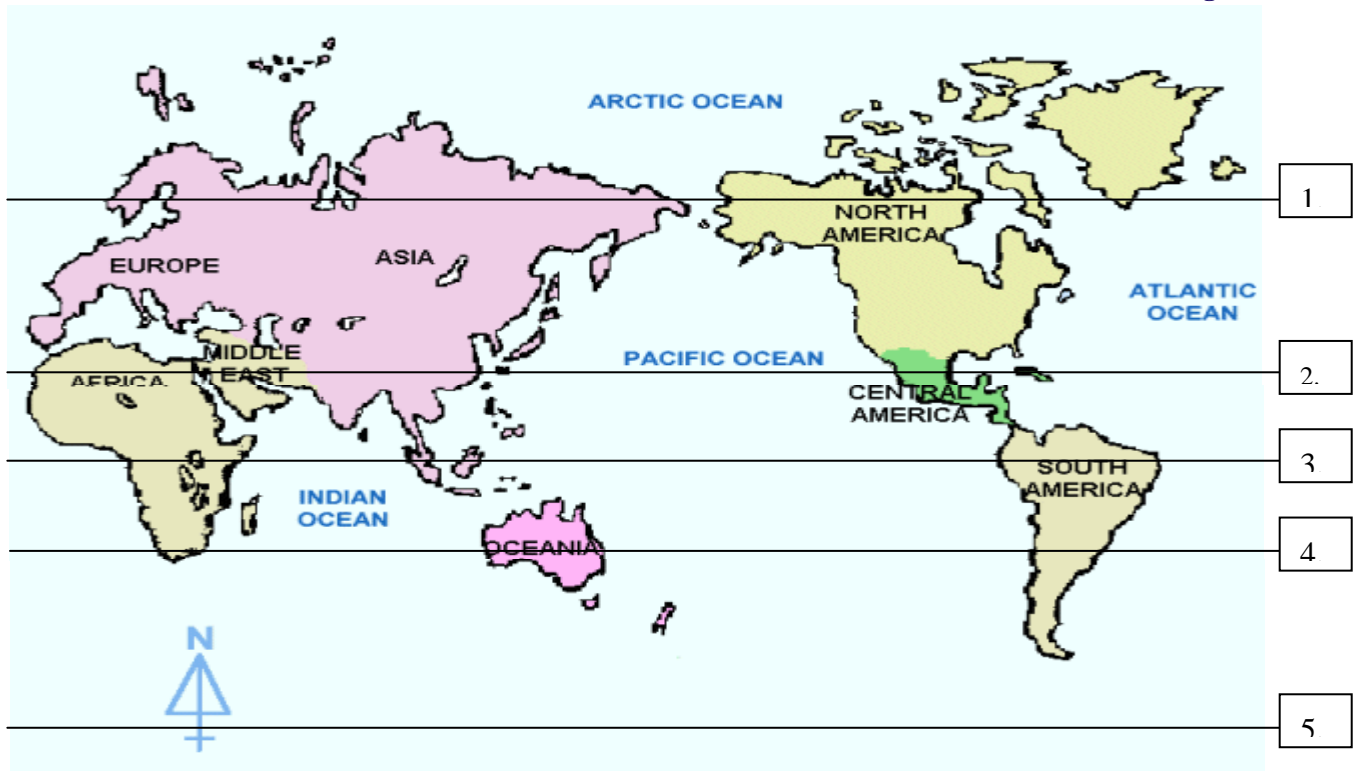 ARCTIC OCEAN
1.
NORTH
AMERICA
ASIA
EUROPE
ATLANTIC
OCEAN
MIDDLE
EAST
PACIFIC OCEAN
2.
AFRICA
CENTRAL
AMERICA
3.
SOUTH
AMERICA
INDIAN
OCEAN
OCEANIA
4
N
5.